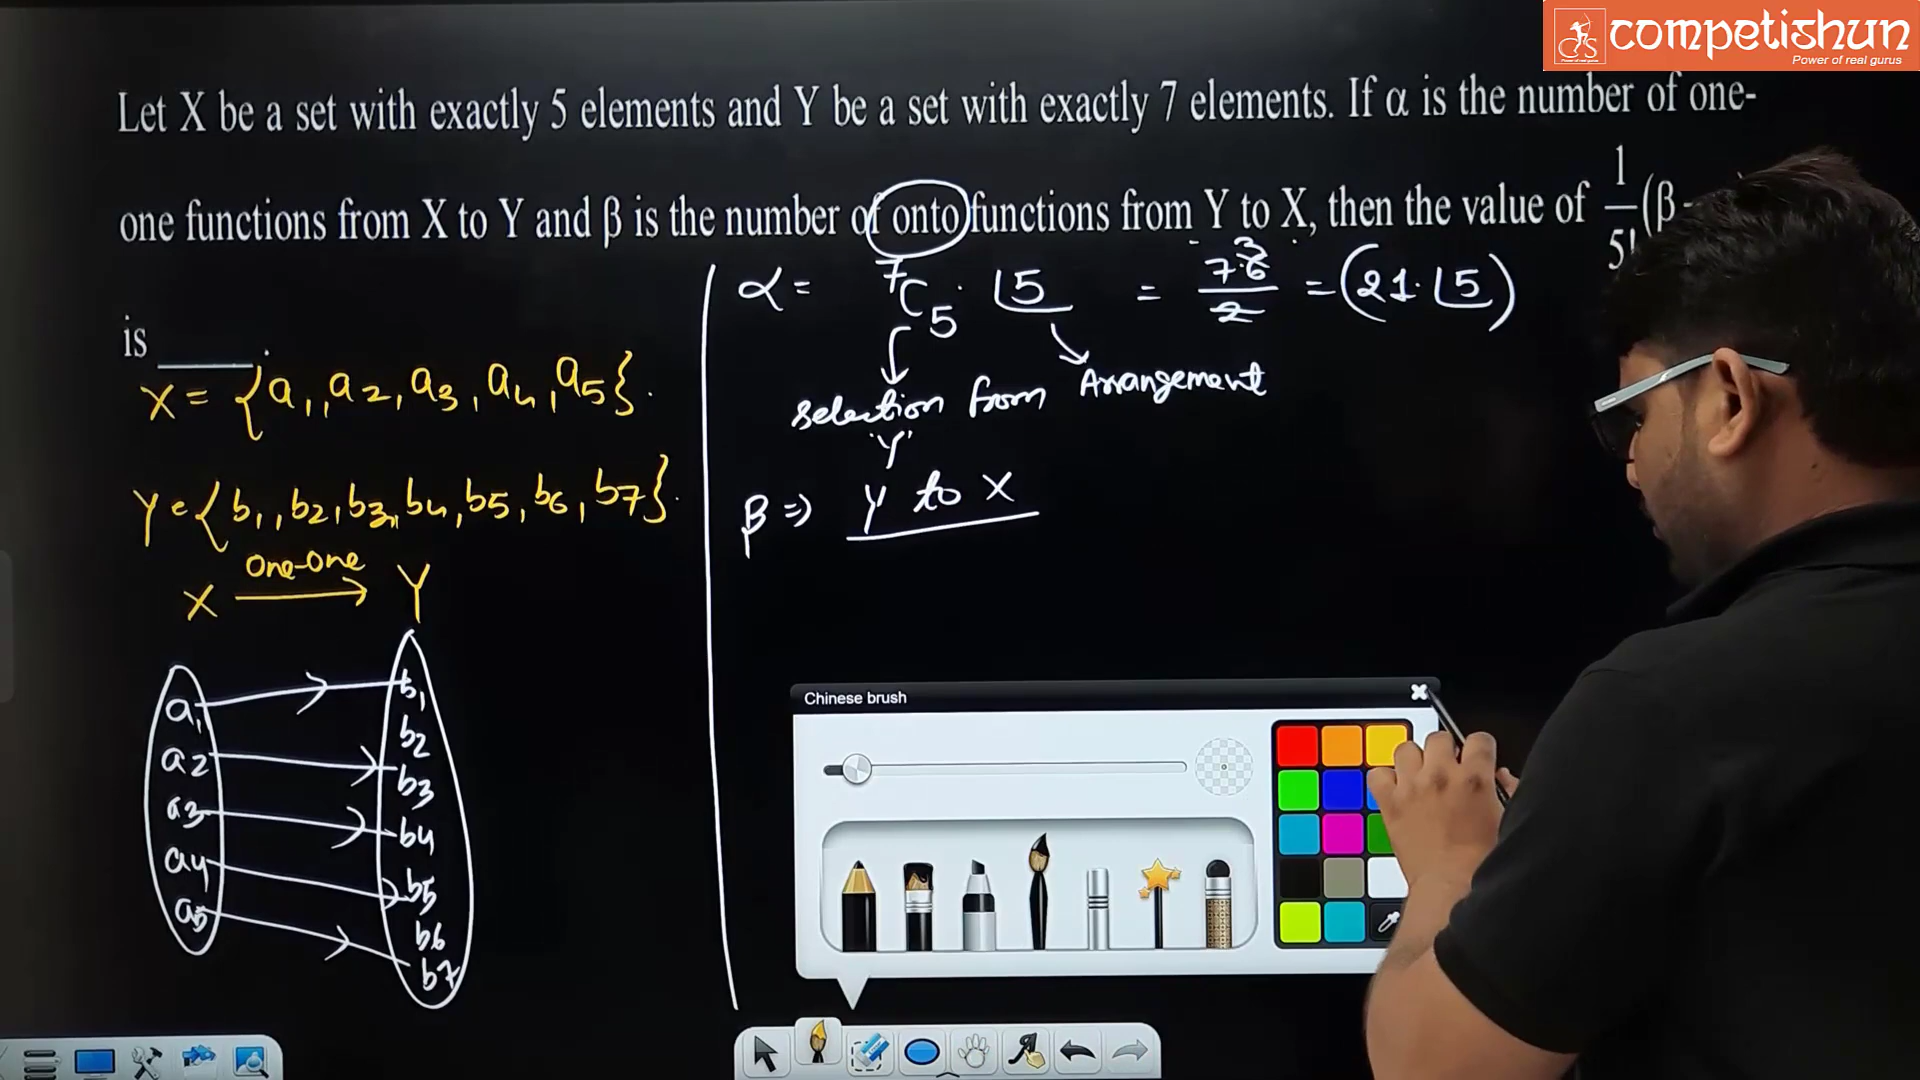 competishun
Power of real gurus
Let X be a set with exactly 5 elements and Y be a set with exactly 7 elements. If α is the number of one-
one functions from X to Y and β is the number of onto functions from Y to X, then the value of 1/5! (β -
is ____.
X = {a1, a2, a3, a4, a5}.
Y = {b1, b2, b3, b4, b5, b6, b7}.
One-One
X → Y
a1 b1
a2 b2
a3 b3
a4 b4
a5 b5
b6
b7
α = 7C5 · ⌊5 = 7·6/2 3 = (21·⌊5)
selection from Arrangement
'Y'
β ⇒ Y to X
Chinese brush